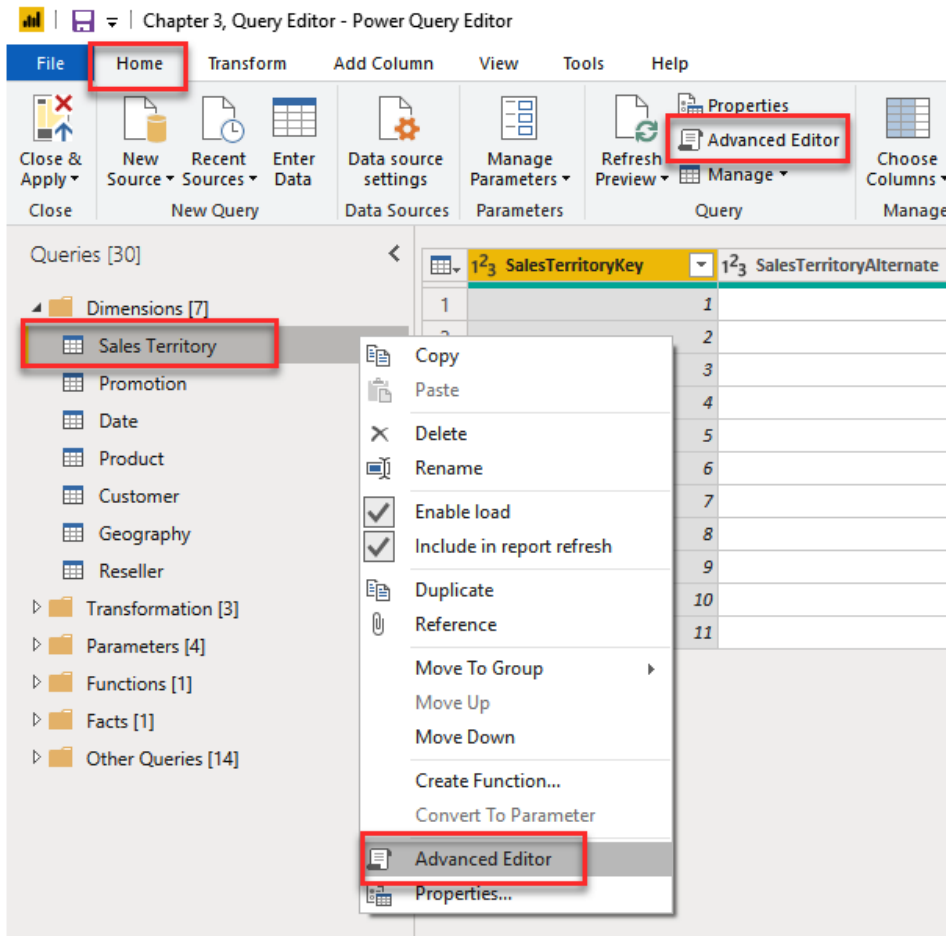 Chapter 3, Query Editor - Power Query Editor
File Home Transform Add Column View Tools Help
Close & Apply
New Source
Recent Sources
Enter Data
Data source settings
Manage Parameters
Refresh Preview
Properties
Advanced Editor
Manage
Choose Columns
Close New Query Data Sources Parameters Query Manage
Queries [30]
1²3 SalesTerritoryKey 1²3 SalesTerritoryAlternate
Dimensions [7]
Sales Territory
Promotion
Date
Product
Customer
Geography
Reseller
Transformation [3]
Parameters [4]
Functions [1]
Facts [1]
Other Queries [14]
1 1
2 2
3
4
5
6
7
8
9
10
11
Copy
Paste
Delete
Rename
Enable load
Include in report refresh
Duplicate
Reference
Move To Group
Move Up
Move Down
Create Function...
Convert To Parameter
Advanced Editor
Properties...